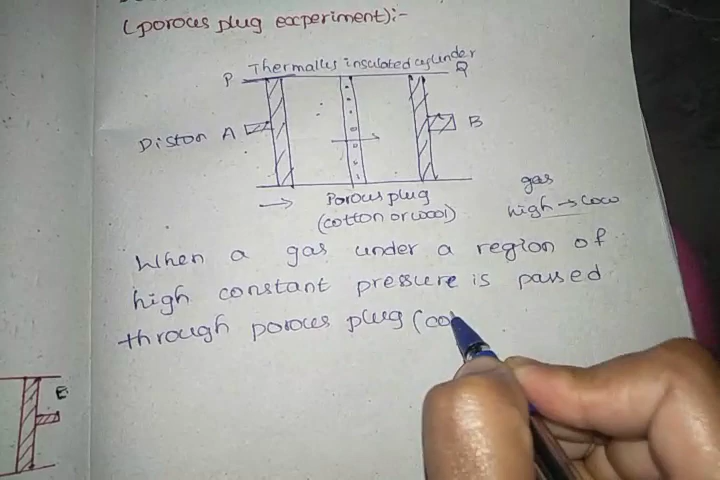 (porous plug experiment):-
Thermally insulated cylinder
P
Q
Piston A
B
Porous plug
(cotton or wool)
gas
high → low
When a gas under a region of
high constant pressure is passed
through porous plug (co
E